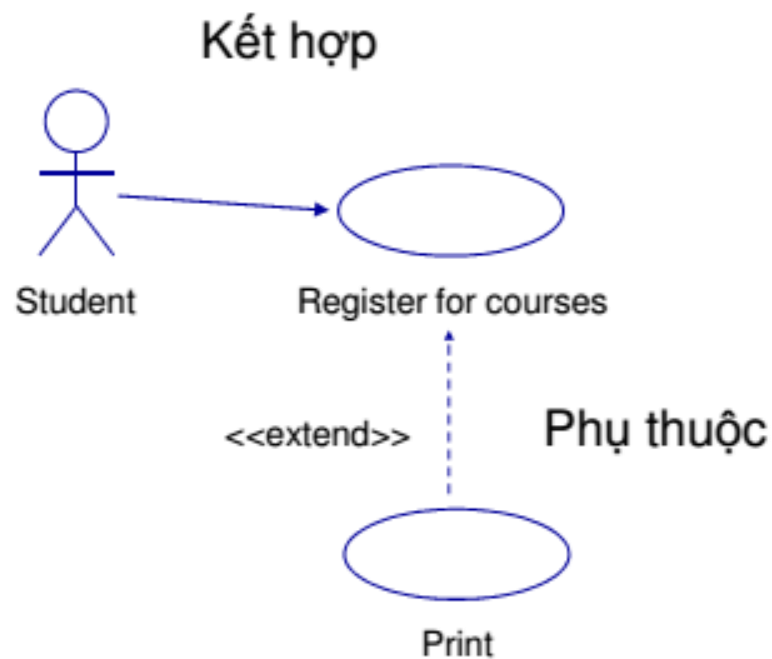 Kết hợp
Student
Register for courses
<<extend>>
Phụ thuộc
Print